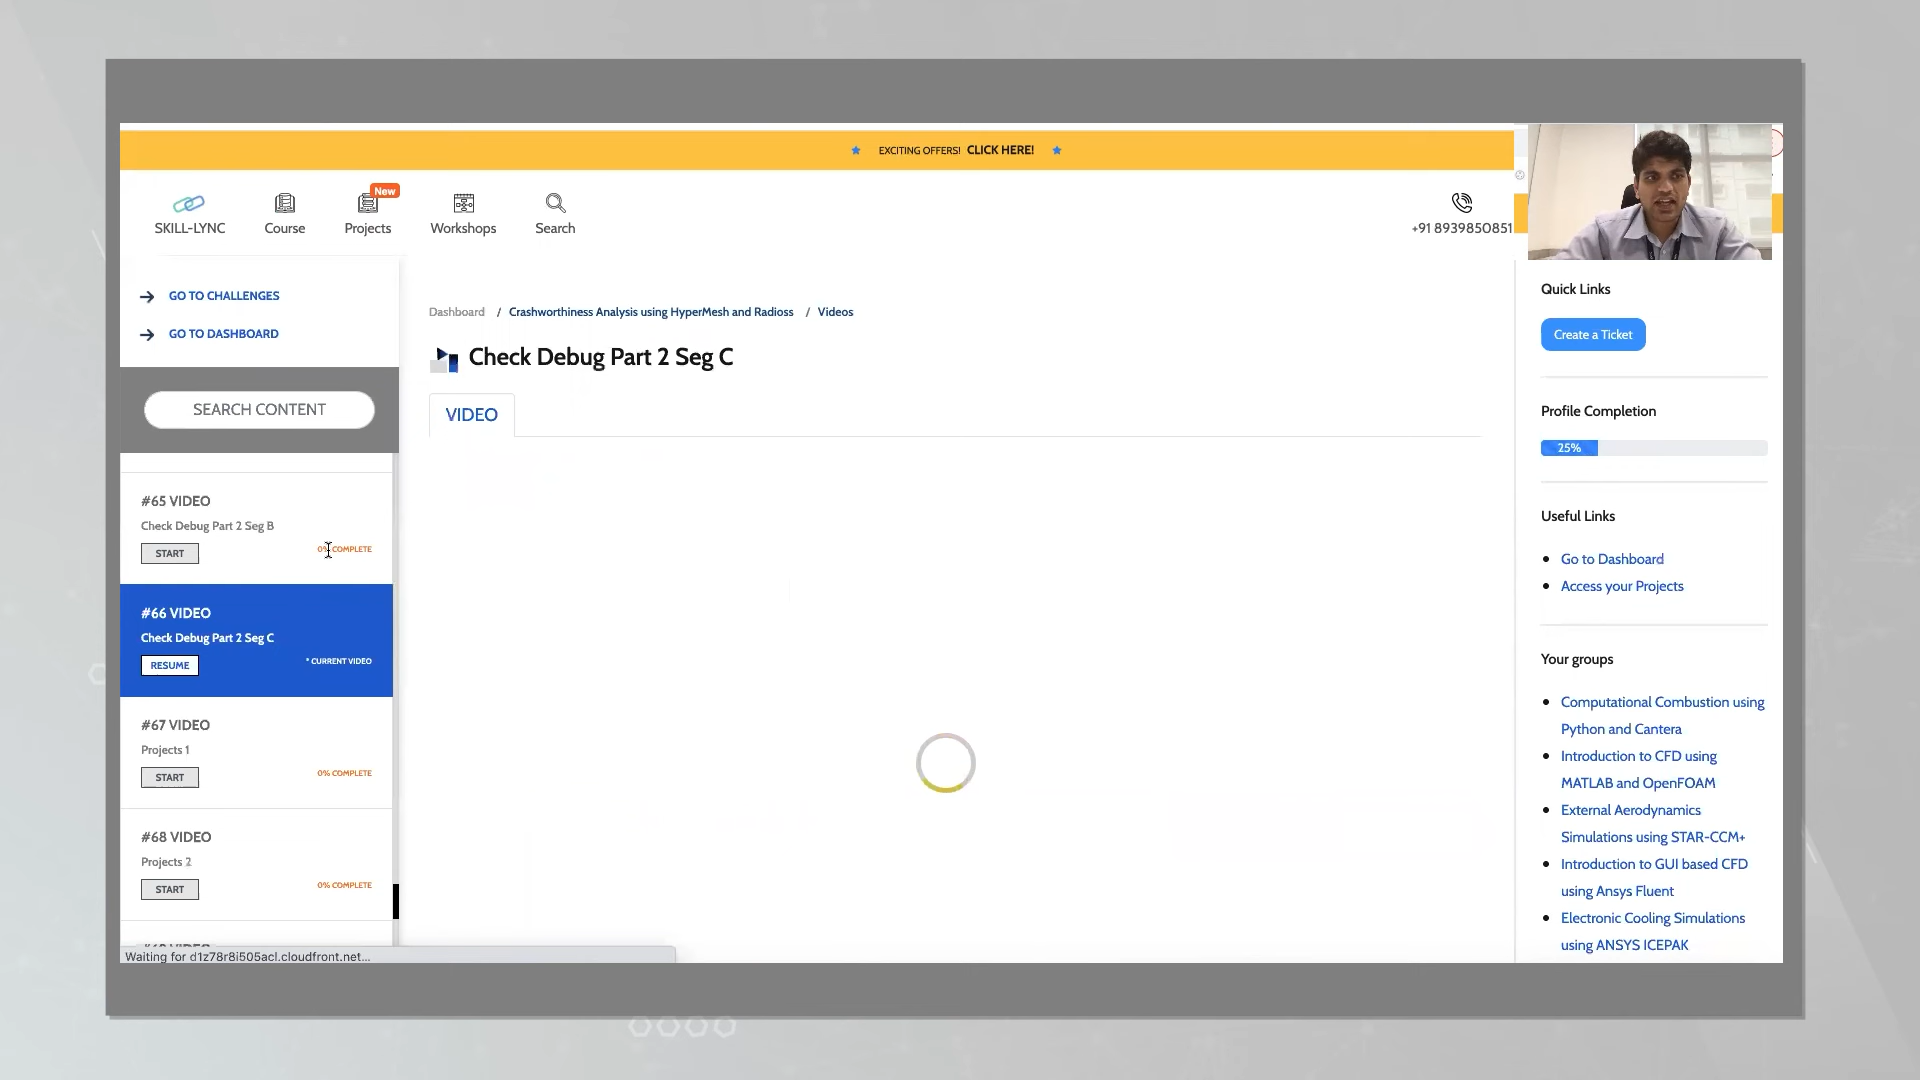 EXCITING OFFERS! CLICK HERE!
SKILL-LYNC
Course
New
Projects
Workshops
Search
+91 8939850851
GO TO CHALLENGES
GO TO DASHBOARD
SEARCH CONTENT
#65 VIDEO
Check Debug Part 2 Seg B
START
0% COMPLETE
#66 VIDEO
Check Debug Part 2 Seg C
RESUME
* CURRENT VIDEO
#67 VIDEO
Projects 1
START
0% COMPLETE
#68 VIDEO
Projects 2
START
0% COMPLETE
Waiting for d1z78r8i505acl.cloudfront.net...
Dashboard / Crashworthiness Analysis using HyperMesh and Radioss / Videos
Check Debug Part 2 Seg C
VIDEO
Quick Links
Create a Ticket
Profile Completion
25%
Useful Links
Go to Dashboard
Access your Projects
Your groups
Computational Combustion using
Python and Cantera
Introduction to CFD using
MATLAB and OpenFOAM
External Aerodynamics
Simulations using STAR-CCM+
Introduction to GUI based CFD
using Ansys Fluent
Electronic Cooling Simulations
using ANSYS ICEPAK